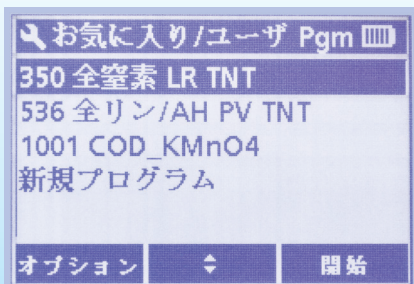 お気に入り/ユーザ Pgm
350 全窒素 LR TNT
536 全リン/AH PV TNT
1001 COD_KMnO4
新規プログラム
オプション 開始